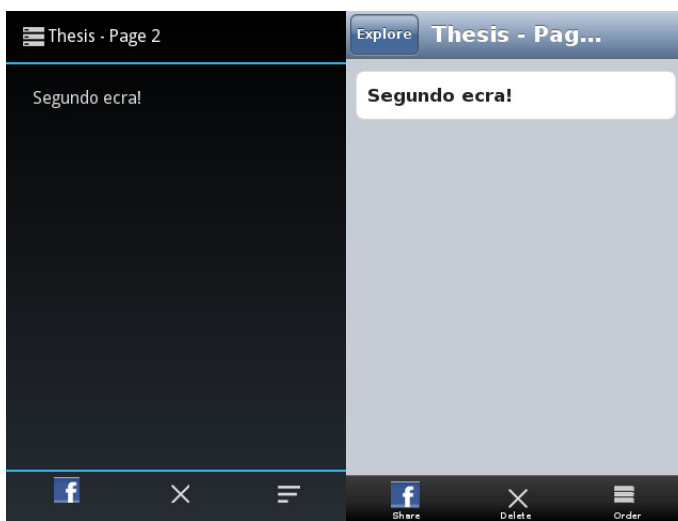 Thesis - Page 2
Segundo ecra!
f
Explore
Thesis - Pag...
Segundo ecra!
f
Share
Delete
Order